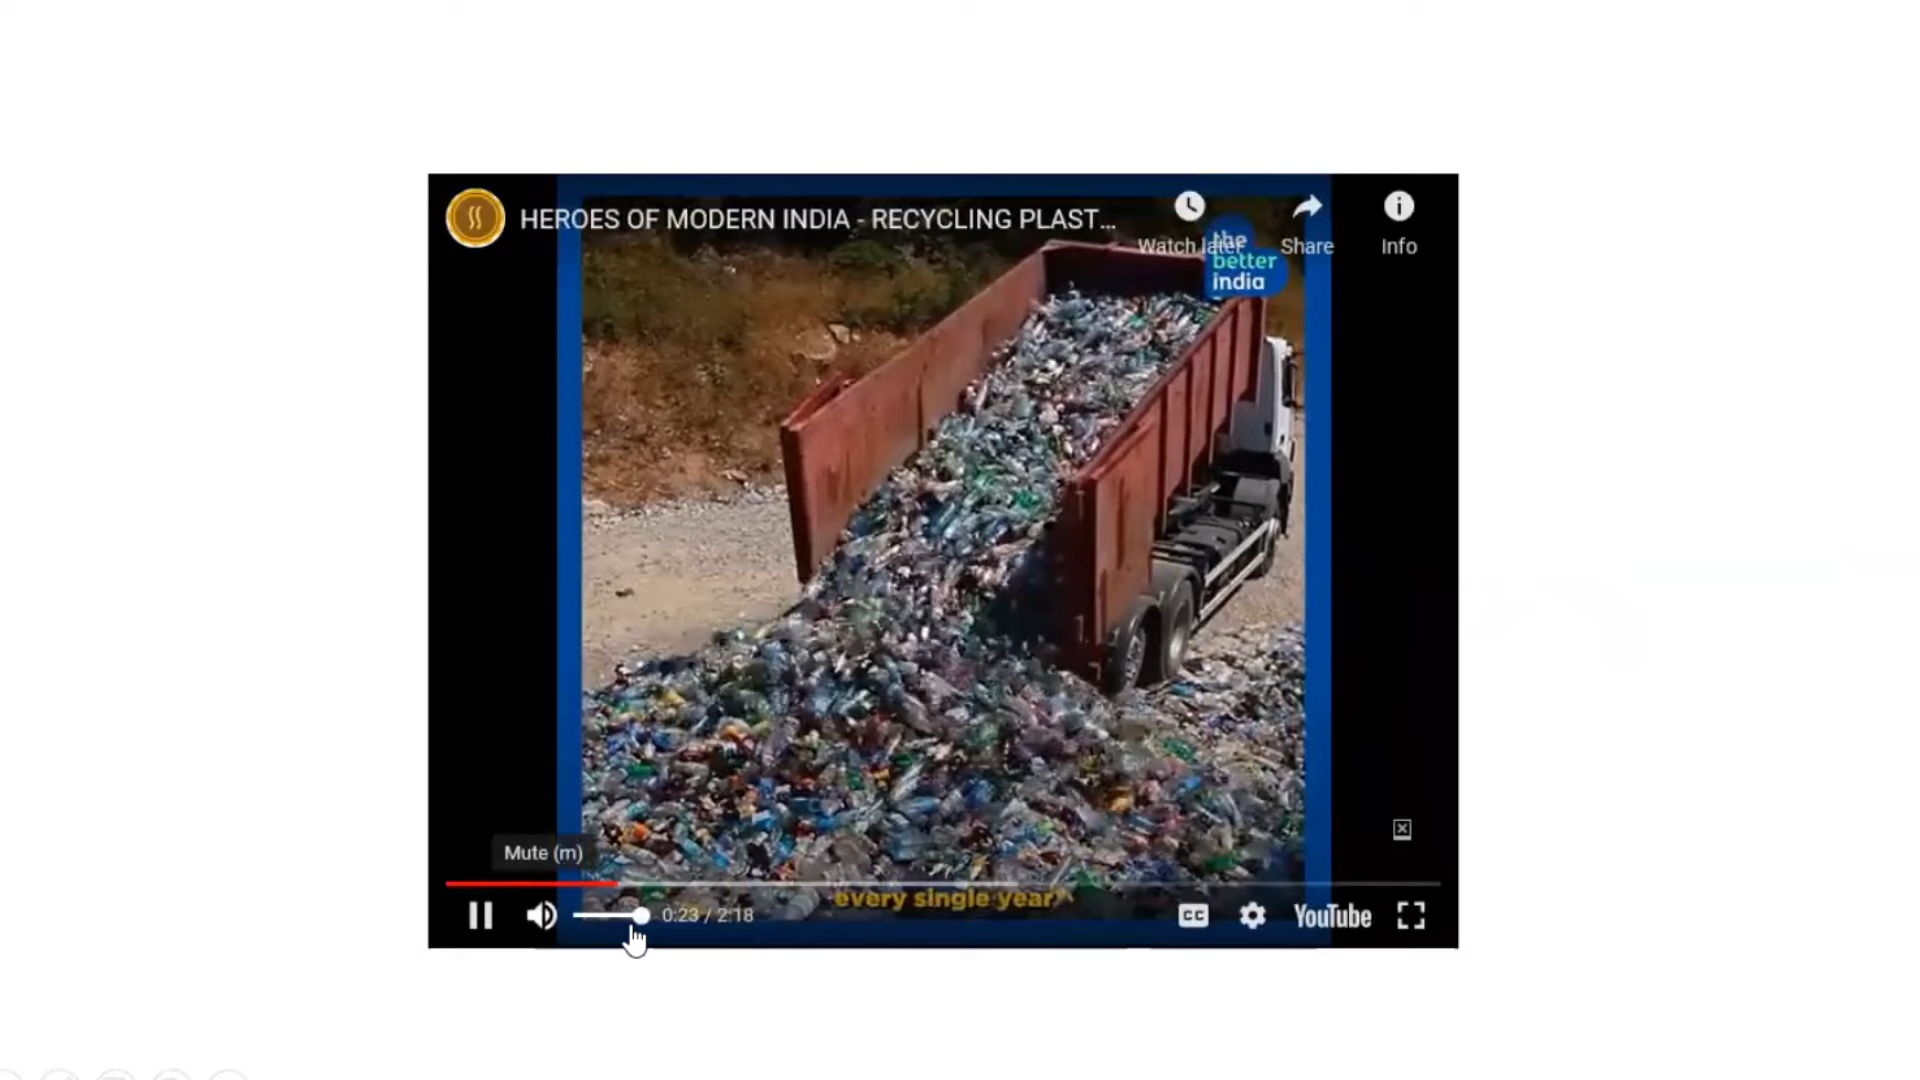 HEROES OF MODERN INDIA - RECYCLING PLAST...
Watch later
Share
Info
the
better
india
Mute (m)
every single year
0:23 / 2:18
CC
YouTube